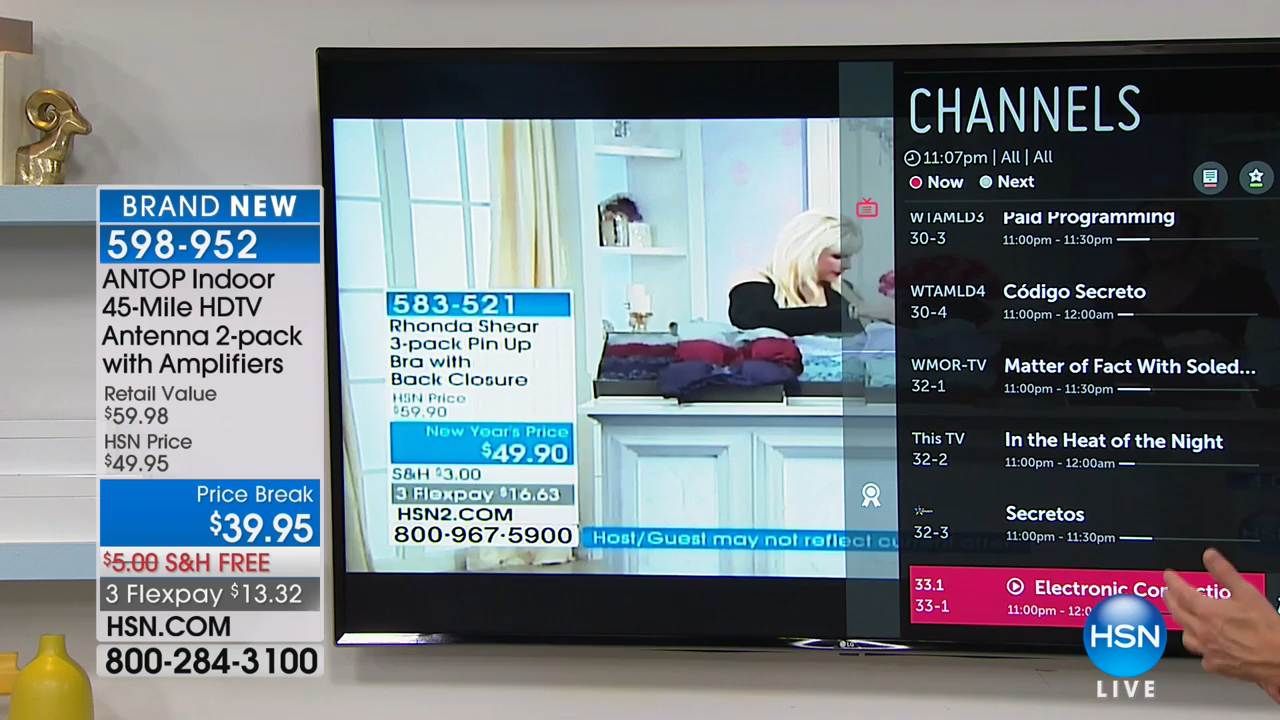 BRAND NEW
598-952
ANTOP Indoor
45-Mile HDTV
Antenna 2-pack
with Amplifiers
Retail Value
$59.98
HSN Price
$49.95
Price Break
$39.95
$5.00 S&H FREE
3 Flexpay $13.32
HSN.COM
800-284-3100
583-521
Rhonda Shear
3-pack Pin Up
Bra with
Back Closure
HSN Price
$59.90
New Year's Price
$49.90
S&H $3.00
3 Flexpay $16.63
HSN2.COM
800-967-5900
Host/Guest may not reflect
CHANNELS
11:07pm | All | All
Now Next
WTAMLD3 Paid Programming
30-3 11:00pm - 11:30pm
WTAMLD4 Código Secreto
30-4 11:00pm - 12:00am
WMOR-TV Matter of Fact With Soled...
32-1 11:00pm - 11:30pm
This TV In the Heat of the Night
32-2 11:00pm - 12:00am
Secretos
32-3 11:00pm - 11:30pm
33.1 Electronic
33-1 11:00pm
LG
HSN
LIVE